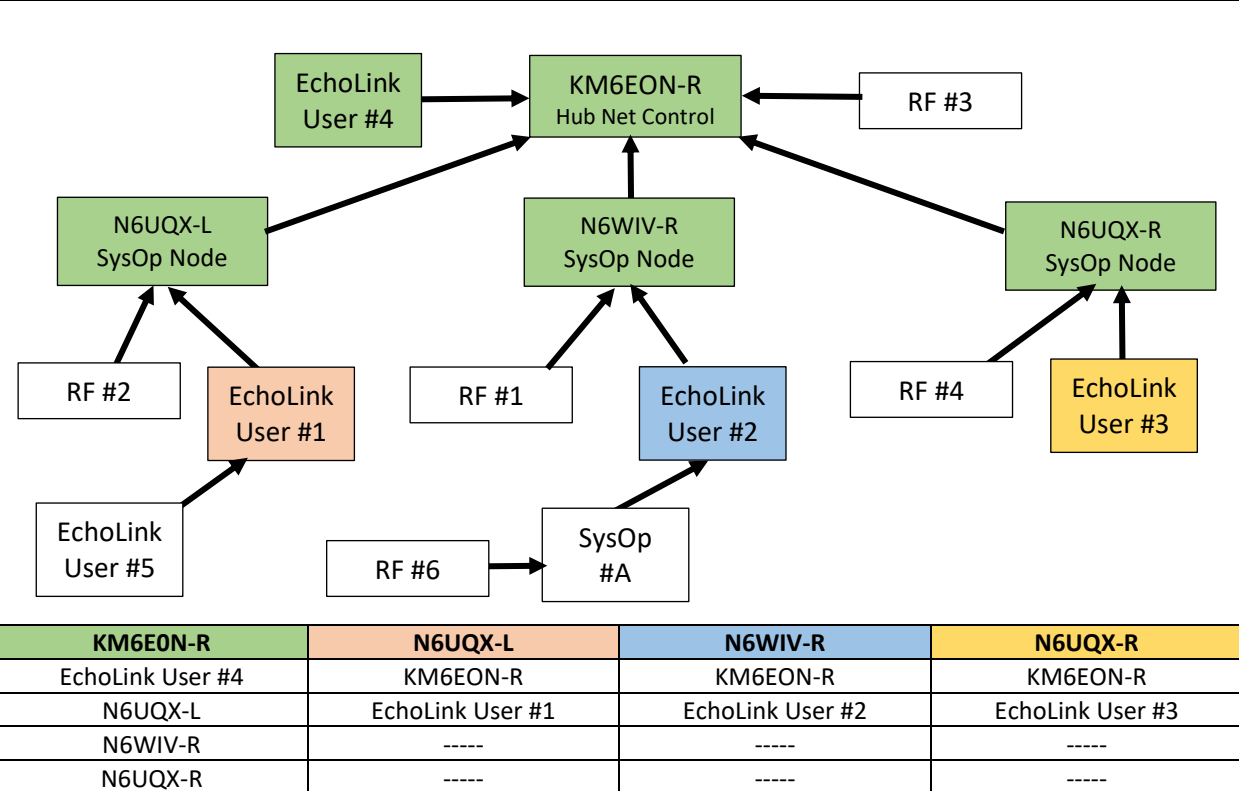 EchoLink
User #4
KM6EON-R
Hub Net Control
RF #3
N6UQX-L
SysOp Node
N6WIV-R
SysOp Node
N6UQX-R
SysOp Node
RF #2
EchoLink
User #1
RF #1
EchoLink
User #2
RF #4
EchoLink
User #3
EchoLink
User #5
RF #6
SysOp
#A
KM6E0N-R N6UQX-L N6WIV-R N6UQX-R
EchoLink User #4 KM6EON-R KM6EON-R KM6EON-R
N6UQX-L EchoLink User #1 EchoLink User #2 EchoLink User #3
N6WIV-R ----- ----- -----
N6UQX-R ----- ----- -----